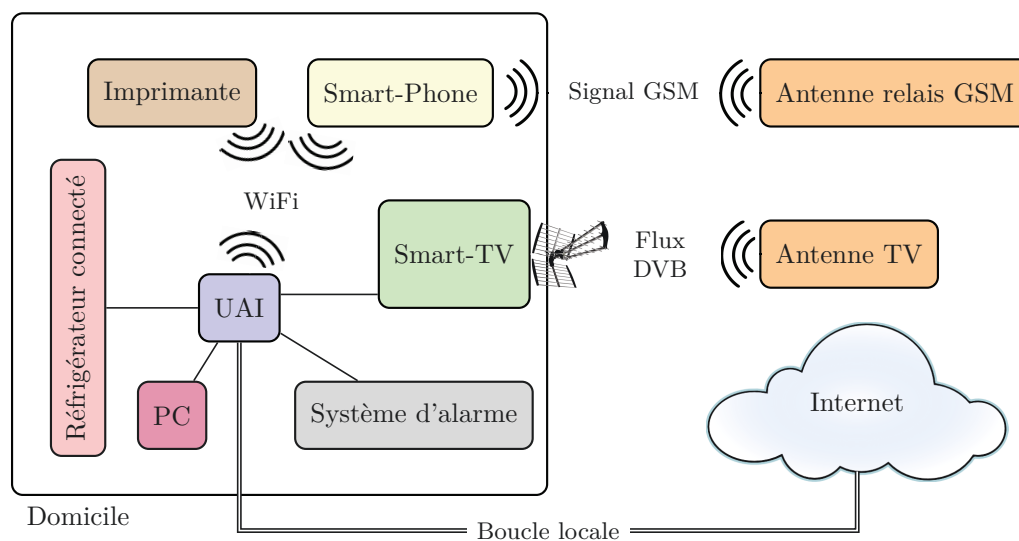 Imprimante
Smart-Phone
Signal GSM
Antenne relais GSM
Réfrigérateur connecté
WiFi
Smart-TV
Flux
DVB
Antenne TV
UAI
PC
Système d'alarme
Internet
Domicile
Boucle locale